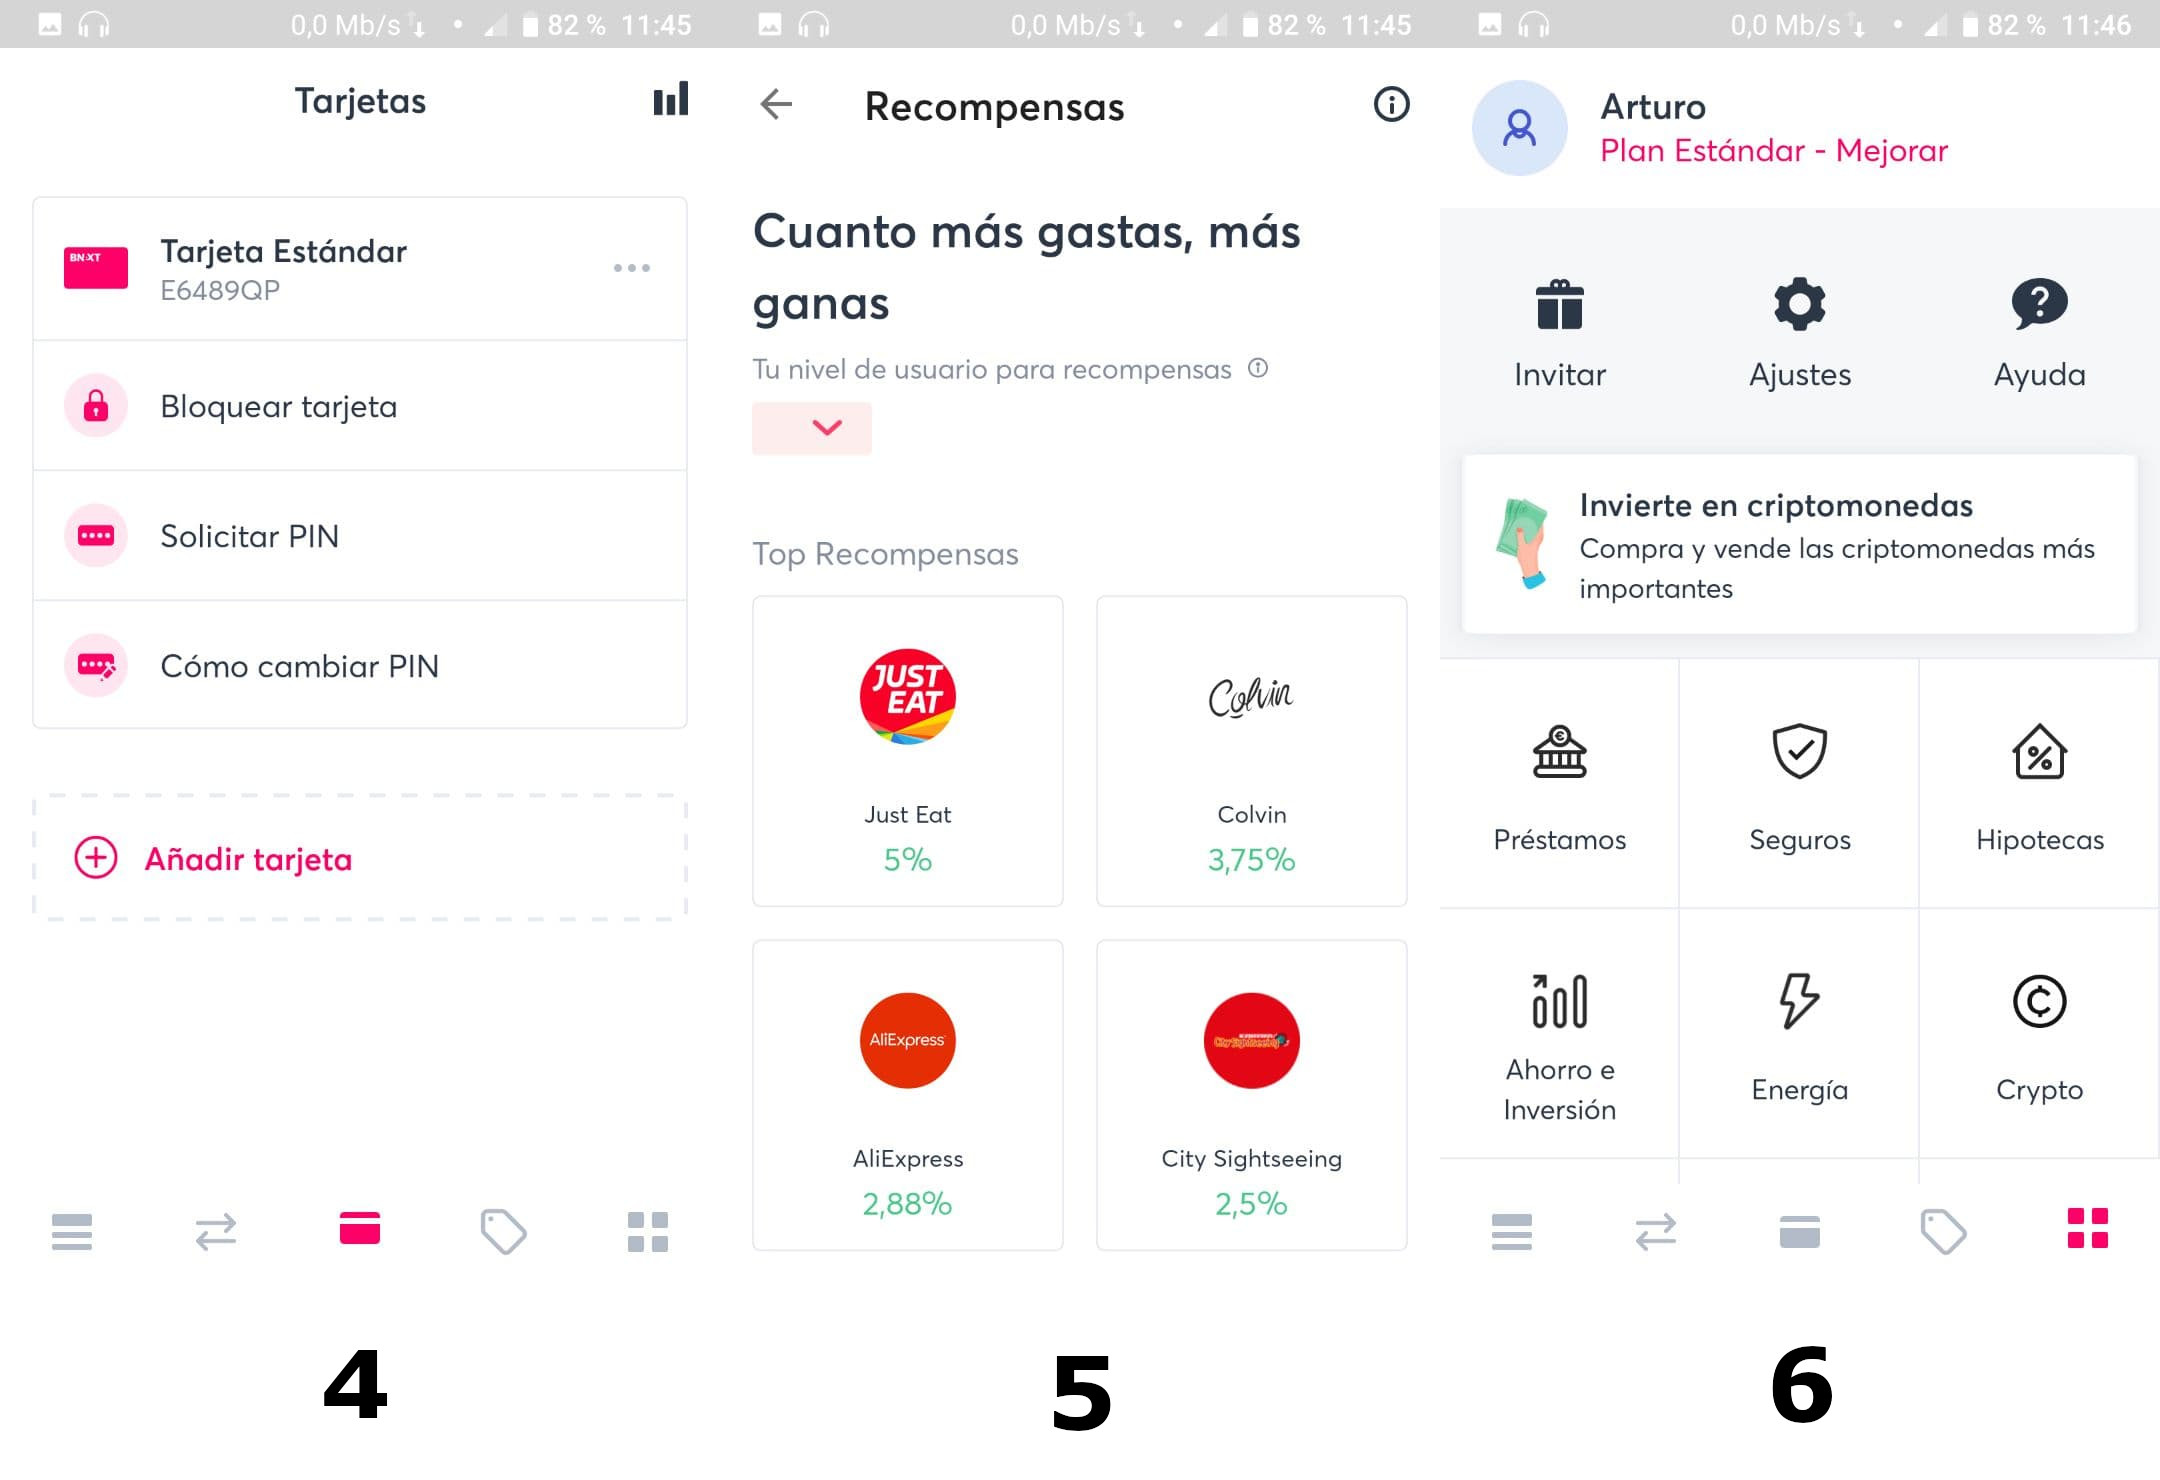 0,0 Mb/s 82 % 11:45
Tarjetas
BNXT
Tarjeta Estándar
E6489QP
Bloquear tarjeta
Solicitar PIN
Cómo cambiar PIN
Añadir tarjeta
4
0,0 Mb/s 82 % 11:45
Recompensas
Cuanto más gastas, más
ganas
Tu nivel de usuario para recompensas
Top Recompensas
JUST
EAT
Just Eat
5%
Colvin
Colvin
3,75%
AliExpress
AliExpress
2,88%
City Sightseeing
City Sightseeing
2,5%
5
0,0 Mb/s 82 % 11:46
Arturo
Plan Estándar - Mejorar
Invitar
Ajustes
Ayuda
Invierte en criptomonedas
Compra y vende las criptomonedas más
importantes
Préstamos
Seguros
Hipotecas
Ahorro e
Inversión
Energía
Crypto
6